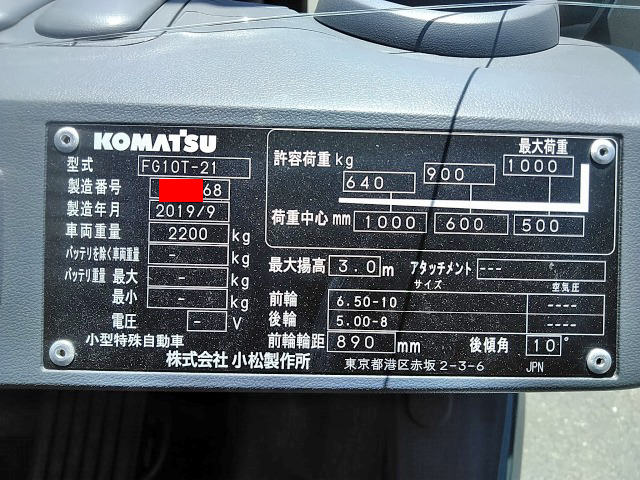 KOMATSU
型式 FG10T-21
製造番号 68
製造年月 2019/9
車両重量 2200 kg
バッテリを除く車両重量 - kg
バッテリ重量 最大 - kg
最小 - kg
電圧 - V
小型特殊自動車
最大荷重
許容荷重 kg 640 900 1000
荷重中心 mm 1000 600 500
最大揚高 3.0 m アタッチメント ---
サイズ 空気圧
前輪 6.50-10 ----
後輪 5.00-8 ----
前輪輪距 890 mm 後傾角 10°
株式会社 小松製作所 東京都港区赤坂2-3-6 JPN